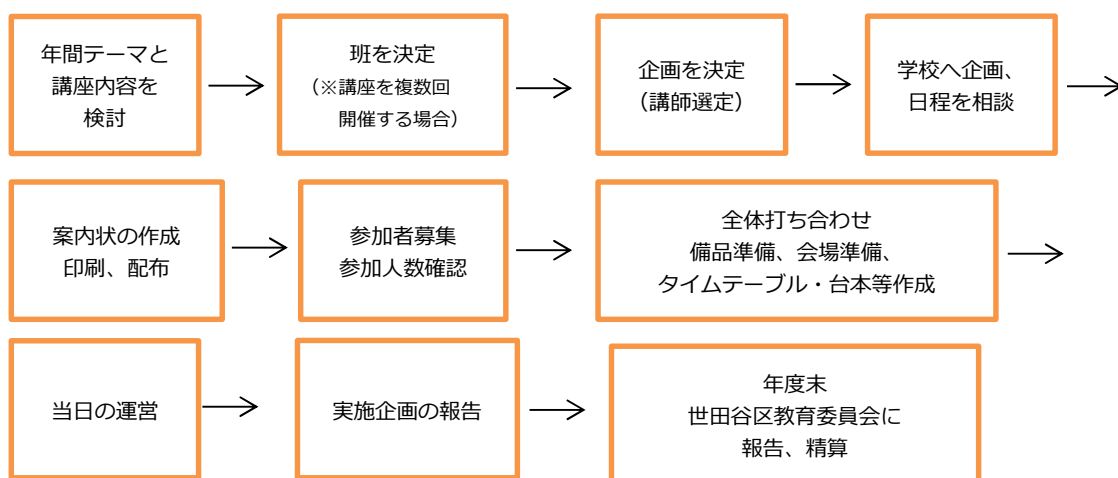 年間テーマと
講座内容を
検討
班を決定
(※講座を複数回
開催する場合)
企画を決定
(講師選定)
学校へ企画、
日程を相談
案内状の作成
印刷、配布
参加者募集
参加人数確認
全体打ち合わせ
備品準備、会場準備、
タイムテーブル・台本等作成
当日の運営
実施企画の報告
年度末
世田谷区教育委員会に
報告、精算